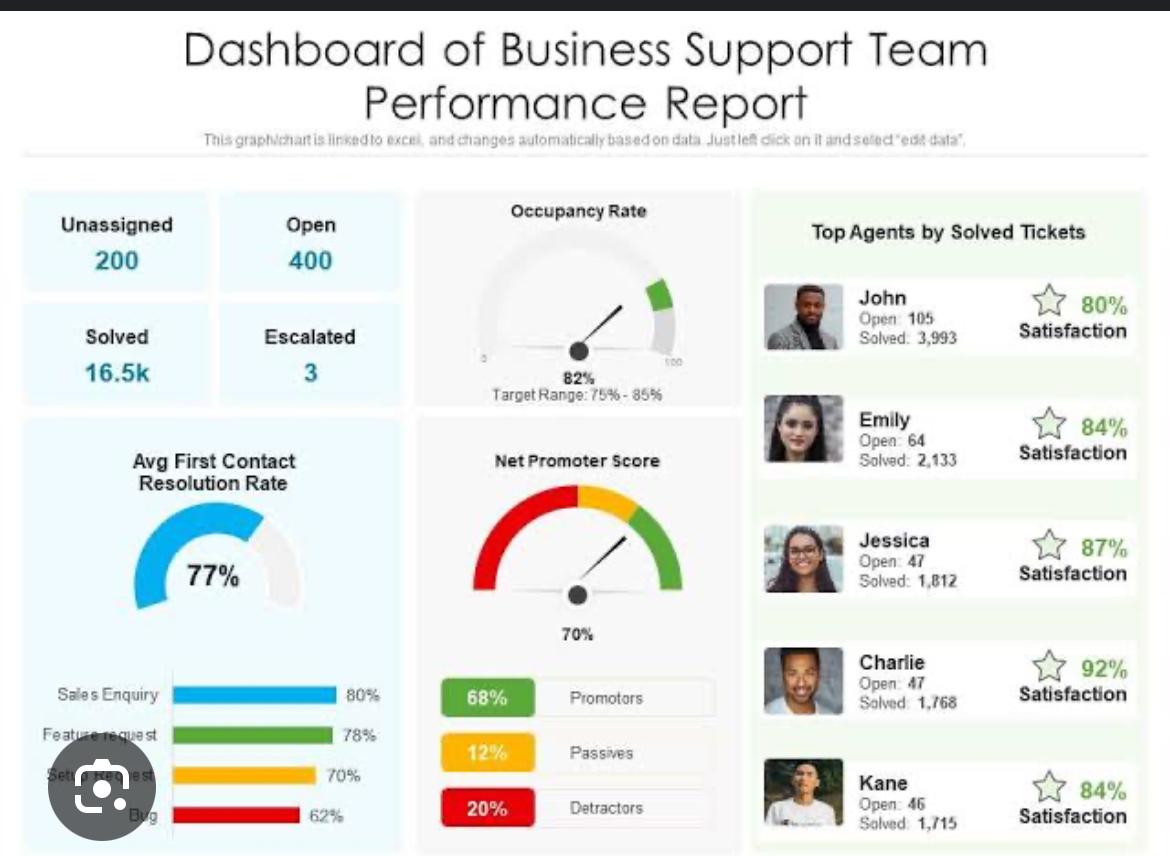 Dashboard of Business Support Team
Performance Report
This graph/chart is linked to excel, and changes automatically based on data. Just left click on it and select "edit data".
Unassigned
200
Open
400
Solved
16.5k
Escalated
3
Avg First Contact
Resolution Rate
77%
Sales Enquiry 80%
Feature request 78%
Setup Request 70%
Bug 62%
Occupancy Rate
0 100
82%
Target Range: 75% - 85%
Net Promoter Score
70%
68% Promotors
12% Passives
20% Detractors
Top Agents by Solved Tickets
John
Open: 105
Solved: 3,993
80%
Satisfaction
Emily
Open: 64
Solved: 2,133
84%
Satisfaction
Jessica
Open: 47
Solved: 1,812
87%
Satisfaction
Charlie
Open: 47
Solved: 1,768
92%
Satisfaction
Kane
Open: 46
Solved: 1,715
84%
Satisfaction